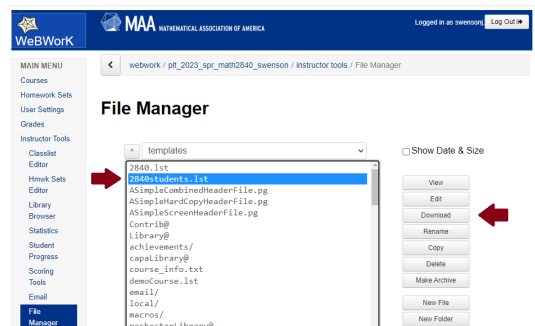 WeBWorK
MAA MATHEMATICAL ASSOCIATION OF AMERICA
Logged in as swensonj.
Log Out
MAIN MENU
Courses
Homework Sets
User Settings
Grades
Instructor Tools
Classlist
Editor
Hmwk Sets
Editor
Library
Browser
Statistics
Student
Progress
Scoring
Tools
Email
File
Manager
webwork / plt_2023_spr_math2840_swenson / instructor tools / File Manager
File Manager
^ templates
Show Date & Size
2840.lst
2840students.lst
ASimpleCombinedHeaderFile.pg
ASimpleHardCopyHeaderFile.pg
ASimpleScreenHeaderFile.pg
Contrib@
Library@
achievements/
capaLibrary@
course_info.txt
demoCourse.lst
email/
local/
macros/
rochesterLibrary@
View
Edit
Download
Rename
Copy
Delete
Make Archive
New File
New Folder